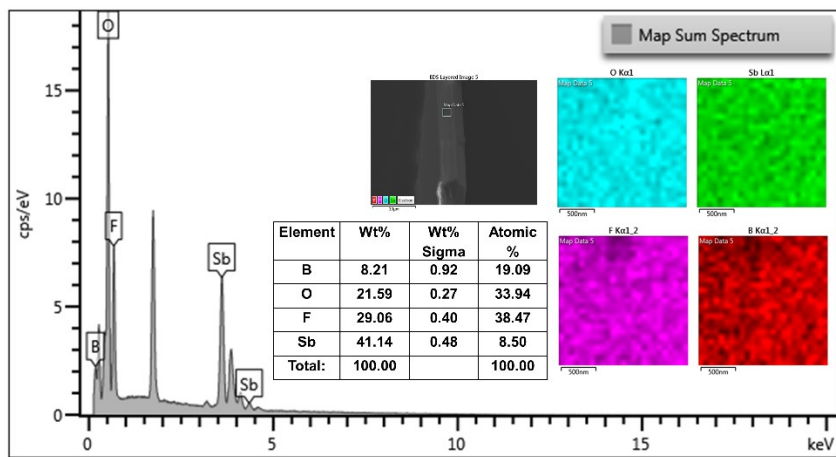 Map Sum Spectrum
cps/eV
15
10
5
0
O
F
B
Sb
Sb
0
5
10
15
keV
EDS Layered Image 5
Element Wt% Wt% Sigma Atomic %
B 8.21 0.92 19.09
O 21.59 0.27 33.94
F 29.06 0.40 38.47
Sb 41.14 0.48 8.50
Total: 100.00 100.00
O Kα1
Map Data 5
500nm
Sb Lα1
Map Data 5
500nm
F Kα1_2
Map Data 5
500nm
B Kα1_2
Map Data 5
500nm